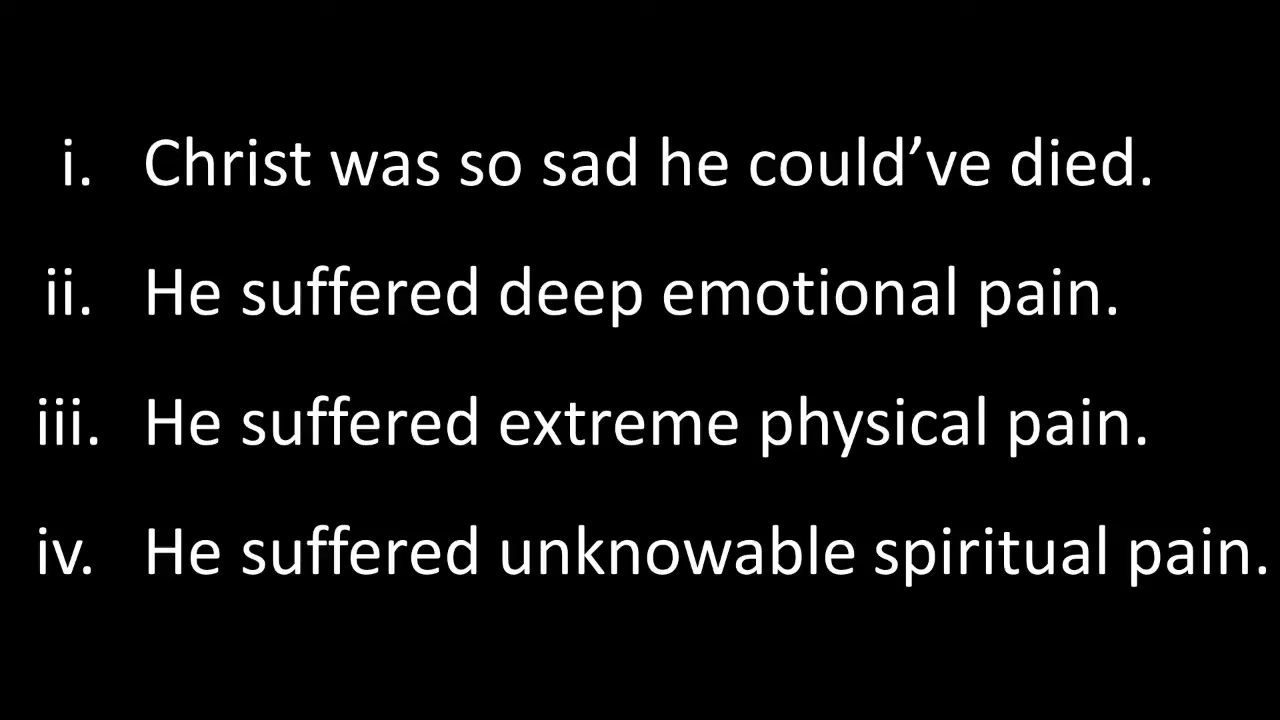 i. Christ was so sad he could’ve died.
ii. He suffered deep emotional pain.
iii. He suffered extreme physical pain.
iv. He suffered unknowable spiritual pain.